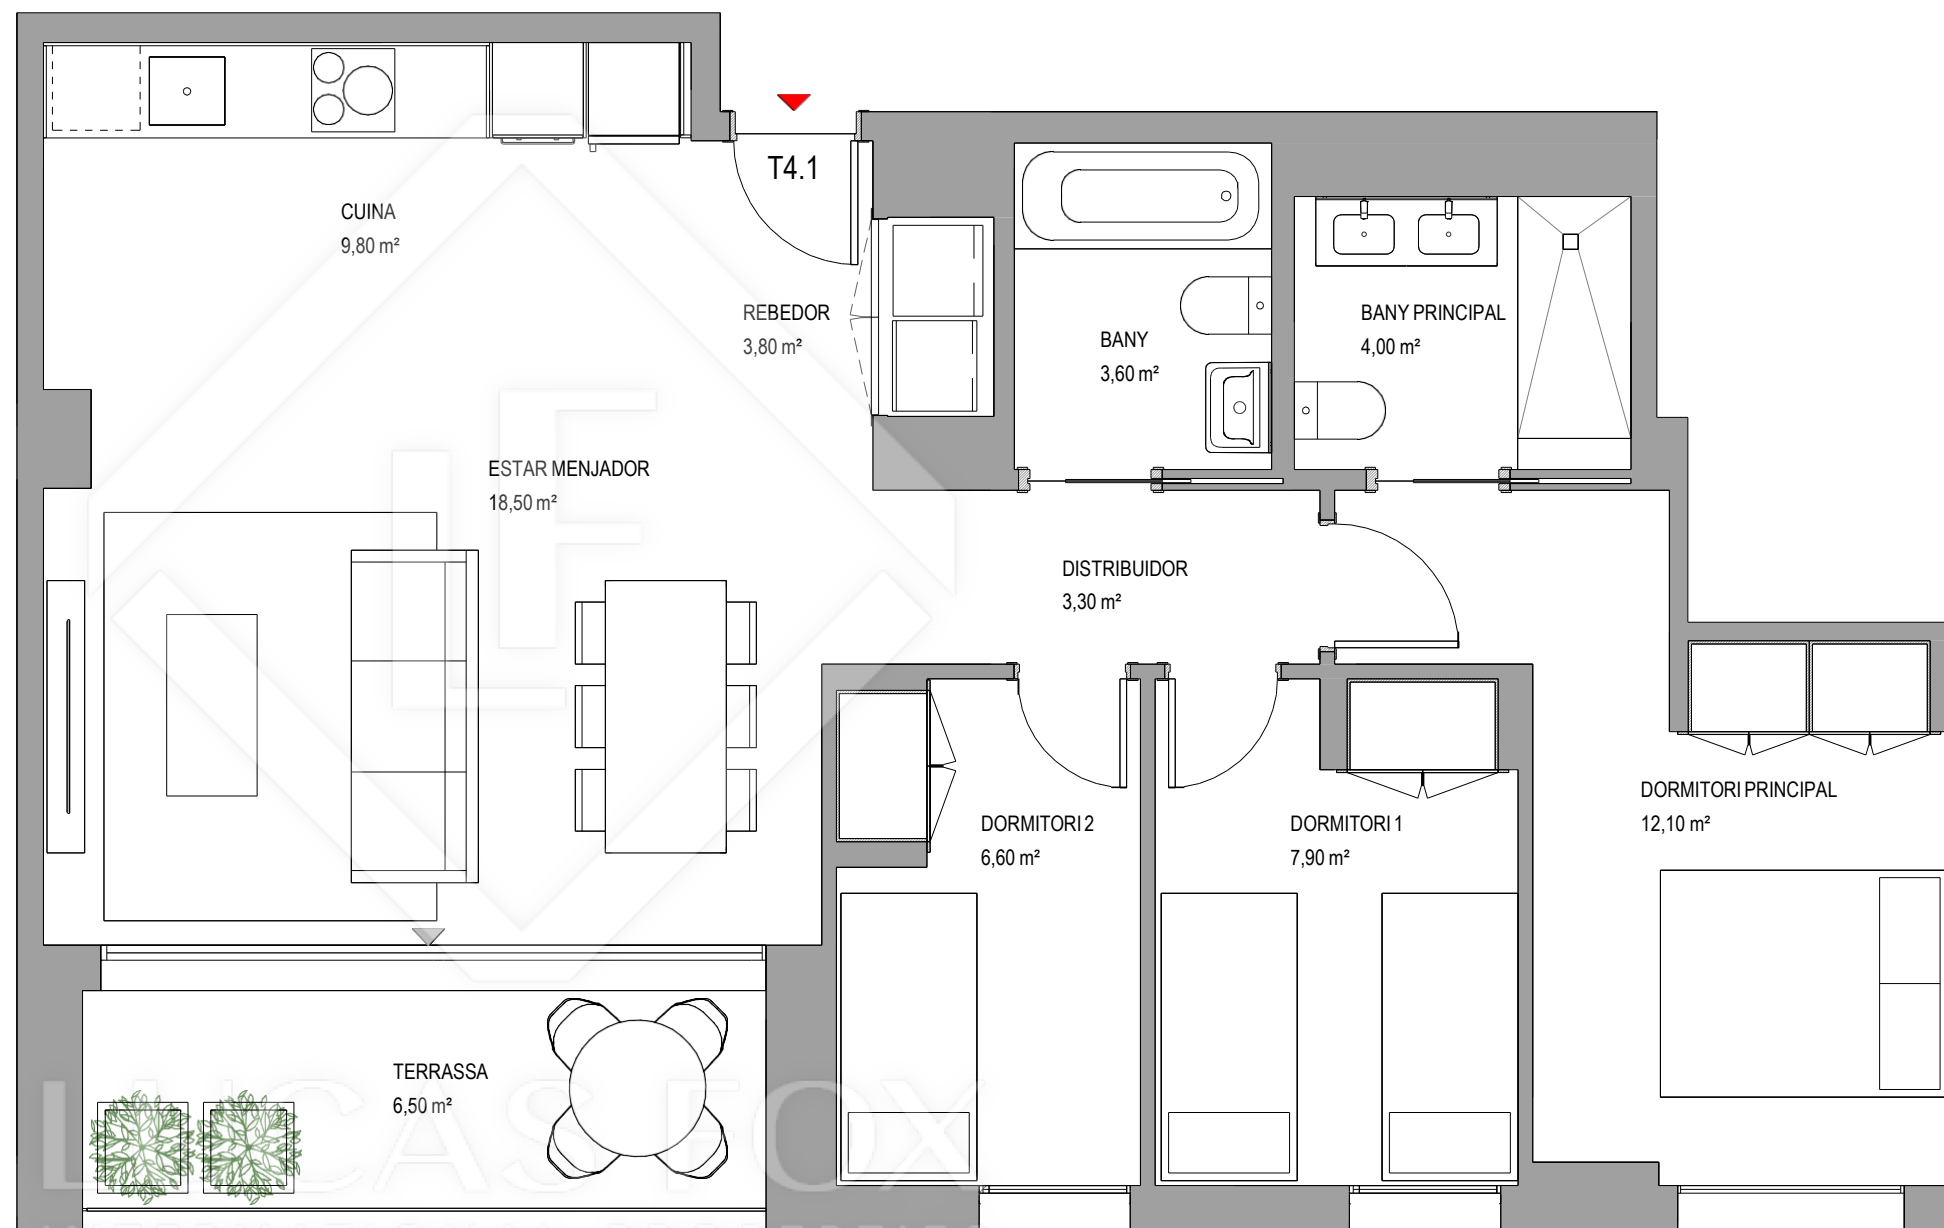 T4.1
CUINA
9,80 m²
REBEDOR
3,80 m²
BANY
3,60 m²
BANY PRINCIPAL
4,00 m²
ESTAR MENJADOR
18,50 m²
DISTRIBUIDOR
3,30 m²
DORMITORI 2
6,60 m²
DORMITORI 1
7,90 m²
DORMITORI PRINCIPAL
12,10 m²
TERRASSA
6,50 m²
LF
LUCAS FOX